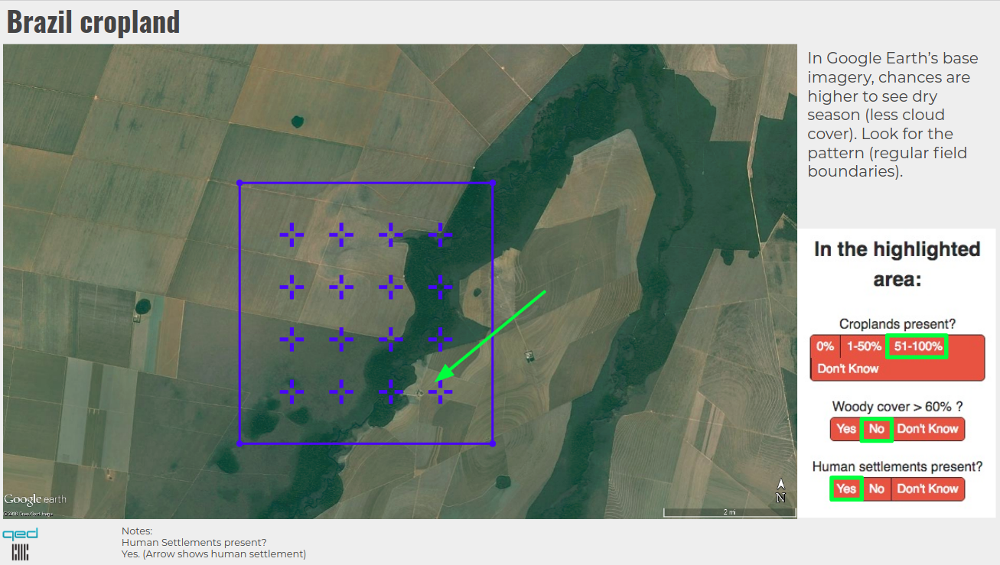 Brazil cropland
In Google Earth's base
imagery, chances are
higher to see dry
season (less cloud
cover). Look for the
pattern (regular field
boundaries).
In the highlighted
area:
Croplands present?
0% 1-50% 51-100%
Don't Know
Woody cover > 60% ?
Yes No Don't Know
Human settlements present?
Yes No Don't Know
N
2 mi
Google earth
qed
Notes:
Human Settlements present?
Yes. (Arrow shows human settlement)